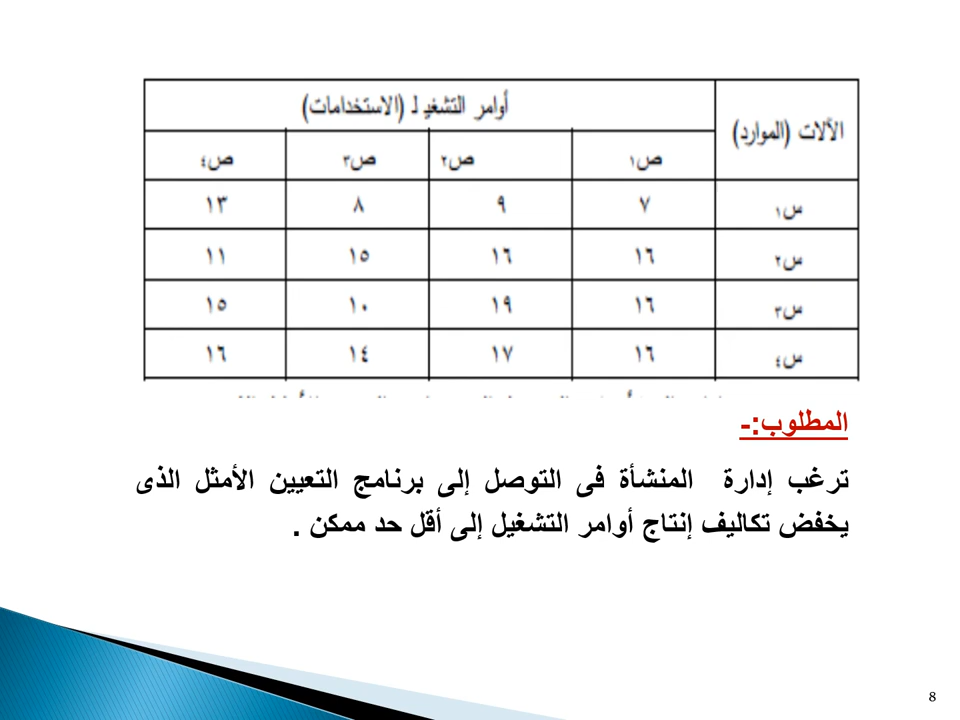 الآلات (الموارد) أوامر التشغيل (الاستخدامات)
ص١ ص٢ ص٣ ص٤
س١ ٧ ٩ ٨ ١٣
س٢ ١٦ ١٦ ١٥ ١١
س٣ ١٦ ١٩ ١٠ ١٥
س٤ ١٦ ١٧ ١٤ ١٦
المطلوب:-
ترغب إدارة المنشأة فى التوصل إلى برنامج التعيين الأمثل الذى
يخفض تكاليف إنتاج أوامر التشغيل إلى أقل حد ممكن .
8